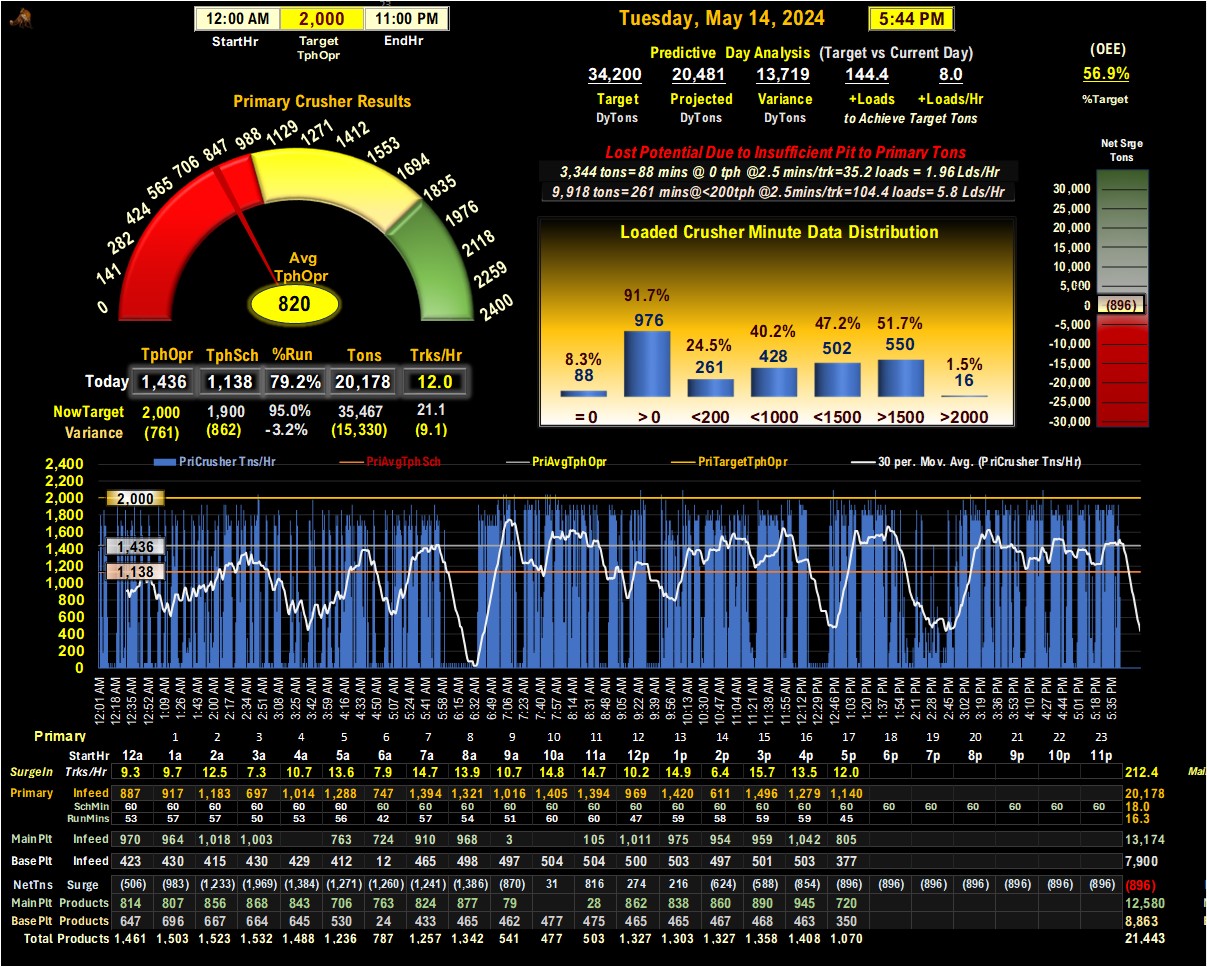 12:00 AM 2,000 11:00 PM
StartHr Target TphOpr EndHr
Tuesday, May 14, 2024 5:44 PM
Predictive Day Analysis (Target vs Current Day)
34,200 20,481 13,719 144.4 8.0
Target Projected Variance +Loads +Loads/Hr
DyTons DyTons DyTons to Achieve Target Tons
(OEE)
56.9%
%Target
Primary Crusher Results
0 141 282 424 565 706 847 988 1129 1271 1412 1553 1694 1835 1976 2118 2259 2400
Avg
TphOpr
820
Lost Potential Due to Insufficient Pit to Primary Tons
3,344 tons=88 mins @ 0 tph @2.5 mins/trk=35.2 loads = 1.96 Lds/Hr
9,918 tons=261 mins@<200tph @2.5mins/trk=104.4 loads= 5.8 Lds/Hr
Loaded Crusher Minute Data Distribution
8.3% 91.7% 24.5% 40.2% 47.2% 51.7% 1.5%
88 976 261 428 502 550 16
= 0 > 0 <200 <1000 <1500 >1500 >2000
Net Srge
Tons
30,000
25,000
20,000
15,000
10,000
5,000
0 (896)
-5,000
-10,000
-15,000
-20,000
-25,000
-30,000
TphOpr TphSch %Run Tons Trks/Hr
Today 1,436 1,138 79.2% 20,178 12.0
NowTarget 2,000 1,900 95.0% 35,467 21.1
Variance (761) (862) -3.2% (15,330) (9.1)
PriCrusher Tns/Hr PriAvgTphSch PriAvgTphOpr PriTargetTphOpr 30 per. Mov. Avg. (PriCrusher Tns/Hr)
2,400
2,200
2,000 2,000
1,800
1,600
1,400 1,436
1,200 1,138
1,000
800
600
400
200
0
12:01 AM 12:18 AM 12:35 AM 12:52 AM 1:09 AM 1:26 AM 1:43 AM 2:00 AM 2:17 AM 2:34 AM 2:51 AM 3:08 AM 3:25 AM 3:42 AM 3:59 AM 4:16 AM 4:33 AM 4:50 AM 5:07 AM 5:24 AM 5:41 AM 5:58 AM 6:15 AM 6:32 AM 6:49 AM 7:06 AM 7:23 AM 7:40 AM 7:57 AM 8:14 AM 8:31 AM 8:48 AM 9:05 AM 9:22 AM 9:39 AM 9:56 AM 10:13 AM 10:30 AM 10:47 AM 11:04 AM 11:21 AM 11:38 AM 11:55 AM 12:12 PM 12:29 PM 12:46 PM 1:03 PM 1:20 PM 1:37 PM 1:54 PM 2:11 PM 2:28 PM 2:45 PM 3:02 PM 3:19 PM 3:36 PM 3:53 PM 4:10 PM 4:27 PM 4:44 PM 5:01 PM 5:18 PM 5:35 PM
Primary 1 2 3 4 5 6 7 8 9 10 11 12 13 14 15 16 17 18 19 20 21 22 23
StartHr 12a 1a 2a 3a 4a 5a 6a 7a 8a 9a 10a 11a 12p 1p 2p 3p 4p 5p 6p 7p 8p 9p 10p 11p
SurgeIn Trks/Hr 9.3 9.7 12.5 7.3 10.7 13.6 7.9 14.7 13.9 10.7 14.8 14.7 10.2 14.9 6.4 15.7 13.5 12.0 212.4
Primary Infeed 887 917 1,183 697 1,014 1,288 747 1,394 1,321 1,016 1,405 1,394 969 1,420 611 1,496 1,279 1,140 20,178
SchMin 60 60 60 60 60 60 60 60 60 60 60 60 60 60 60 60 60 60 60 60 60 60 60 60 18.0
RunMins 53 57 57 50 53 56 42 57 54 51 60 60 47 59 58 59 59 45 16.3
MainPlt Infeed 970 964 1,018 1,003 763 724 910 968 3 105 1,011 975 954 959 1,042 805 13,174
BasePlt Infeed 423 430 415 430 429 412 12 465 498 497 504 504 500 503 497 501 503 377 7,900
NetTns Surge (506) (983) (1,233) (1,969) (1,384) (1,271) (1,260) (1,241) (1,386) (870) 31 816 274 216 (624) (588) (854) (896) (896) (896) (896) (896) (896) (896) (896)
MainPlt Products 814 807 856 868 843 706 763 824 877 79 28 862 838 860 890 945 720 12,580
BasePlt Products 647 696 667 664 645 530 24 433 465 462 477 475 465 465 467 468 463 350 8,863
Total Products 1,461 1,503 1,523 1,532 1,488 1,236 787 1,257 1,342 541 477 503 1,327 1,303 1,327 1,358 1,408 1,070 21,443